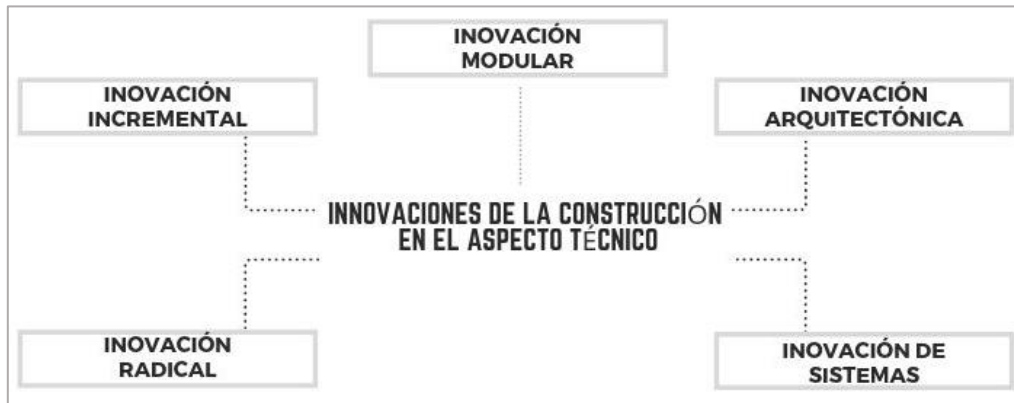 INOVACIÓN
MODULAR
INOVACIÓN
INCREMENTAL
INOVACIÓN
ARQUITECTÓNICA
INNOVACIONES DE LA CONSTRUCCIÓN
EN EL ASPECTO TÉCNICO
INOVACIÓN
RADICAL
INOVACIÓN DE
SISTEMAS